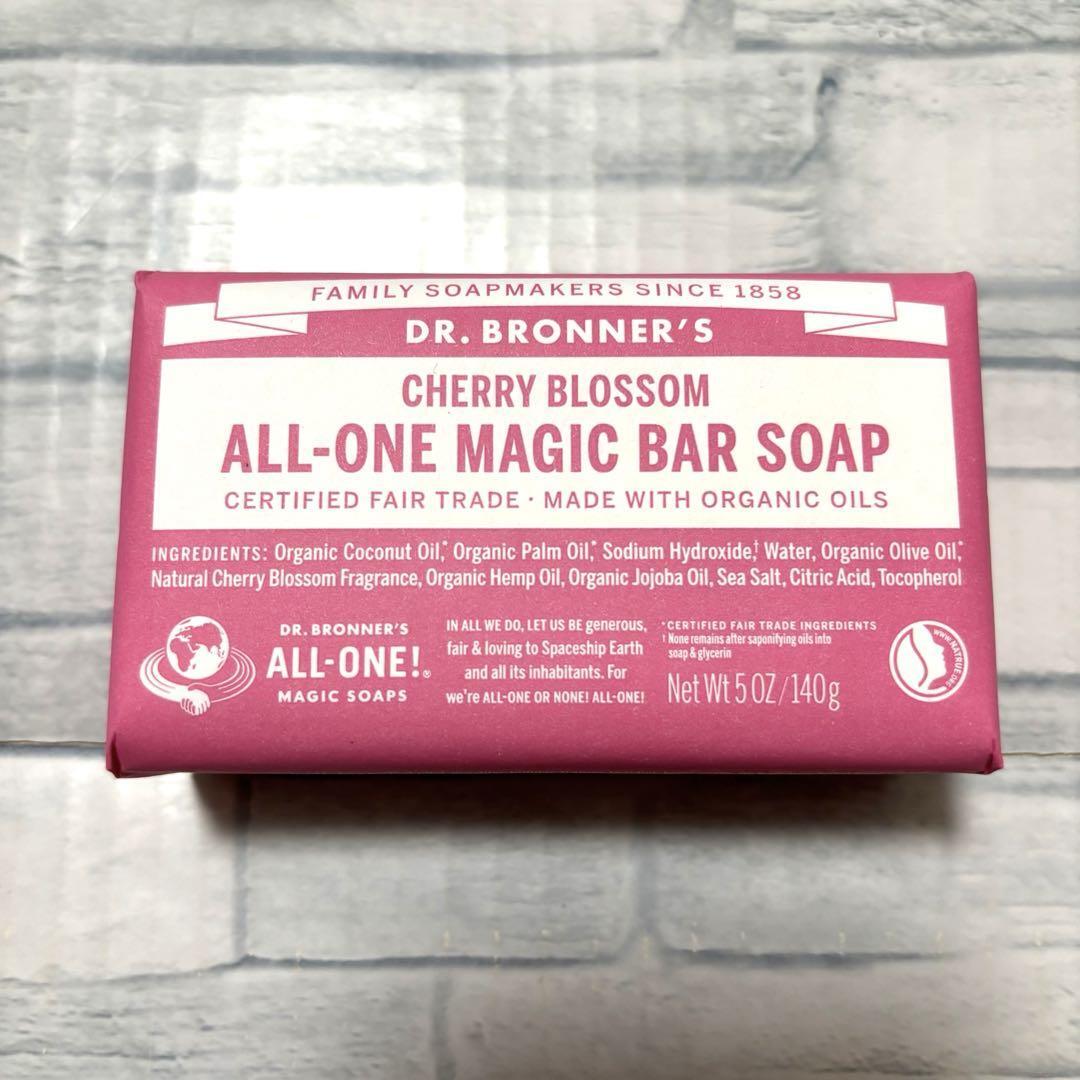 FAMILY SOAPMAKERS SINCE 1858
DR. BRONNER'S
CHERRY BLOSSOM
ALL-ONE MAGIC BAR SOAP
CERTIFIED FAIR TRADE · MADE WITH ORGANIC OILS
INGREDIENTS: Organic Coconut Oil,* Organic Palm Oil,* Sodium Hydroxide,† Water, Organic Olive Oil,*
Natural Cherry Blossom Fragrance, Organic Hemp Oil, Organic Jojoba Oil, Sea Salt, Citric Acid, Tocopherol
DR. BRONNER'S
ALL-ONE!®
MAGIC SOAPS
IN ALL WE DO, LET US BE generous,
fair & loving to Spaceship Earth
and all its inhabitants. For
we're ALL-ONE OR NONE! ALL-ONE!
*CERTIFIED FAIR TRADE INGREDIENTS
† None remains after saponifying oils into
soap & glycerin
Net Wt 5 OZ/140g
WWW.NATRUE.ORG